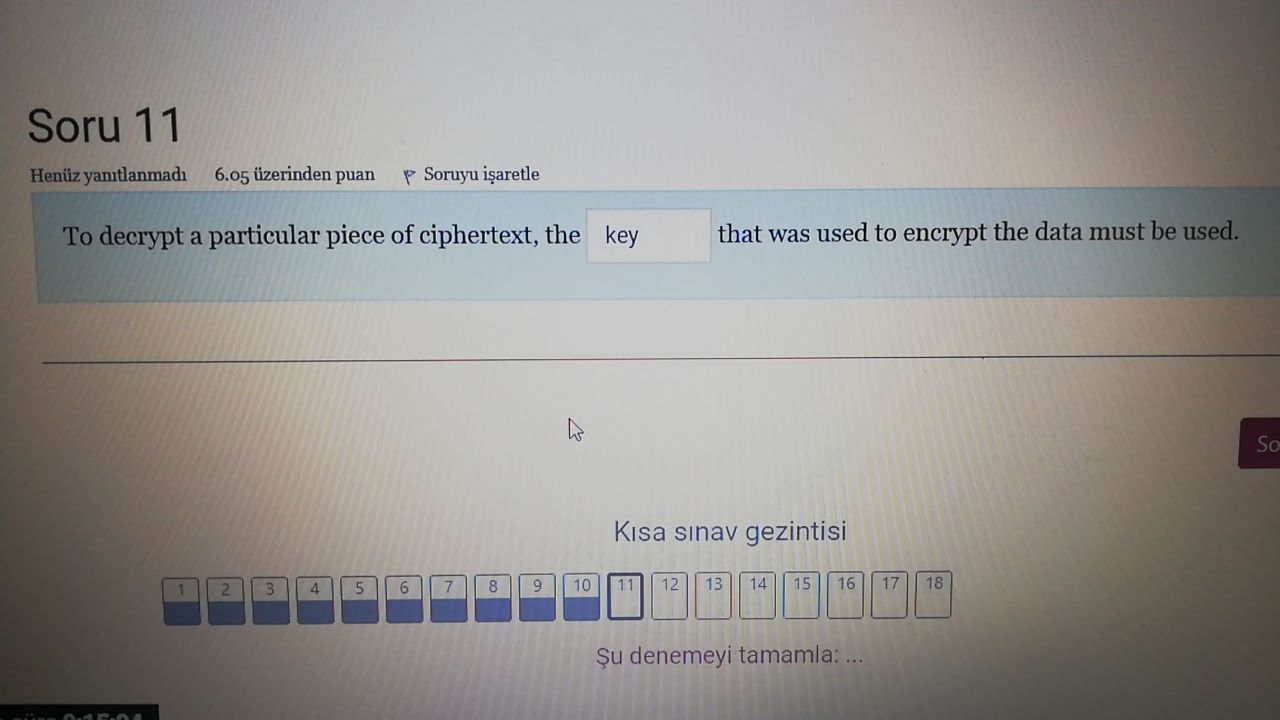 Soru 11
Henüz yanıtlanmadı 6.05 üzerinden puan Soruyu işaretle
To decrypt a particular piece of ciphertext, the key that was used to encrypt the data must be used.
So
Kısa sınav gezintisi
1 2 3 4 5 6 7 8 9 10 11 12 13 14 15 16 17 18
Şu denemeyi tamamla: ...